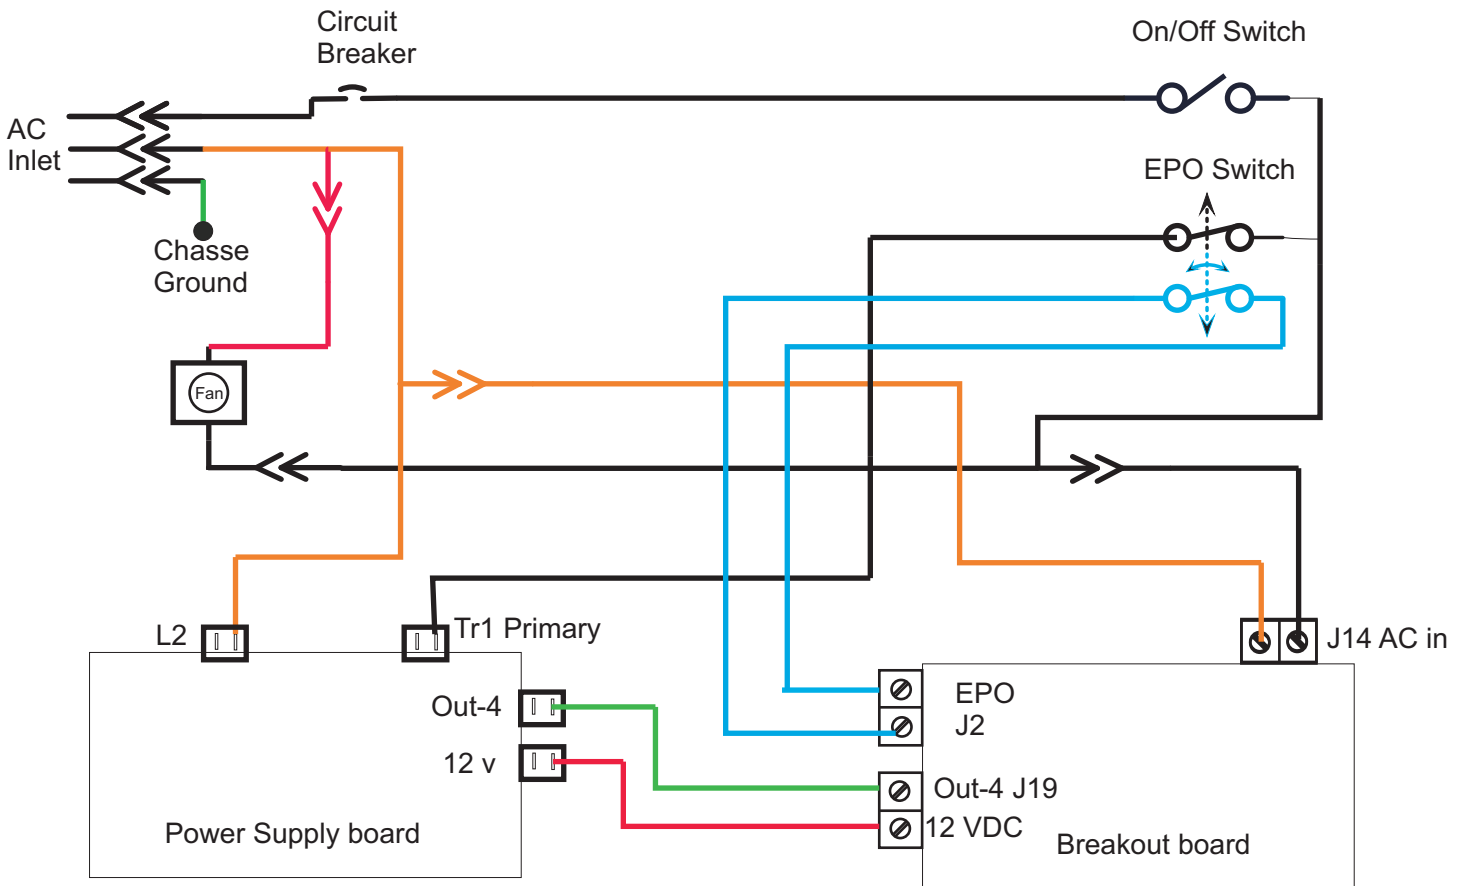 Circuit
Breaker
On/Off Switch
AC
Inlet
EPO Switch
Chasse
Ground
Fan
L2
Tr1 Primary
J14 AC in
Out-4
EPO
J2
12 v
Out-4 J19
12 VDC
Power Supply board
Breakout board